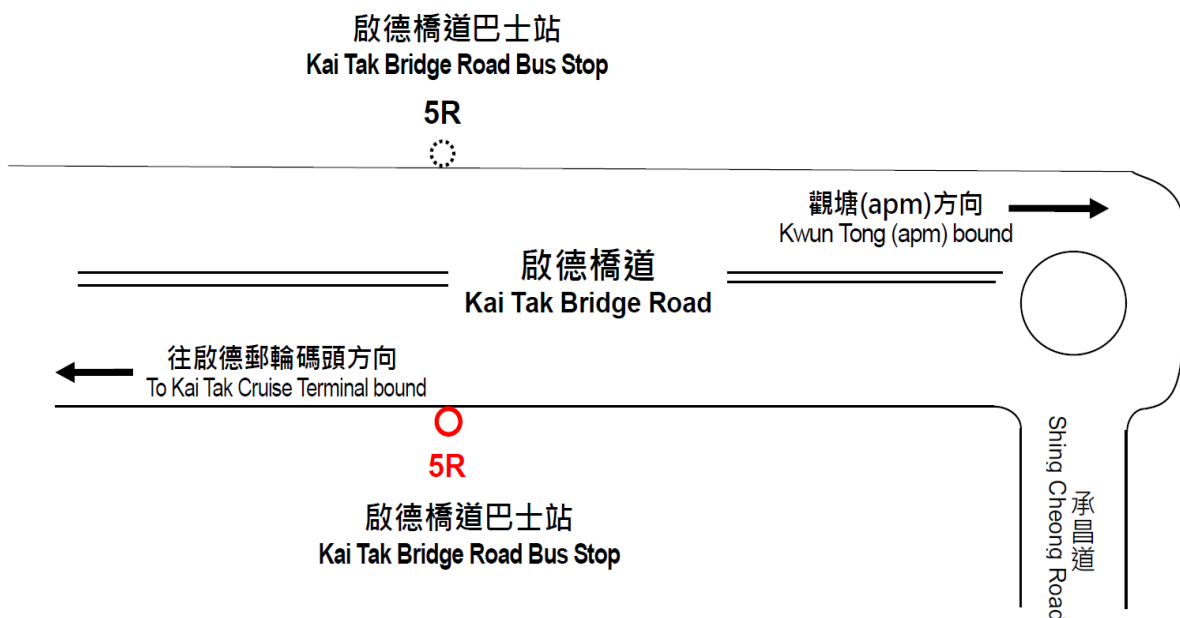 啟德橋道巴士站
Kai Tak Bridge Road Bus Stop
5R
觀塘(apm)方向
Kwun Tong (apm) bound
啟德橋道
Kai Tak Bridge Road
往啟德郵輪碼頭方向
To Kai Tak Cruise Terminal bound
5R
啟德橋道巴士站
Kai Tak Bridge Road Bus Stop
承昌道
Shing Cheong Road